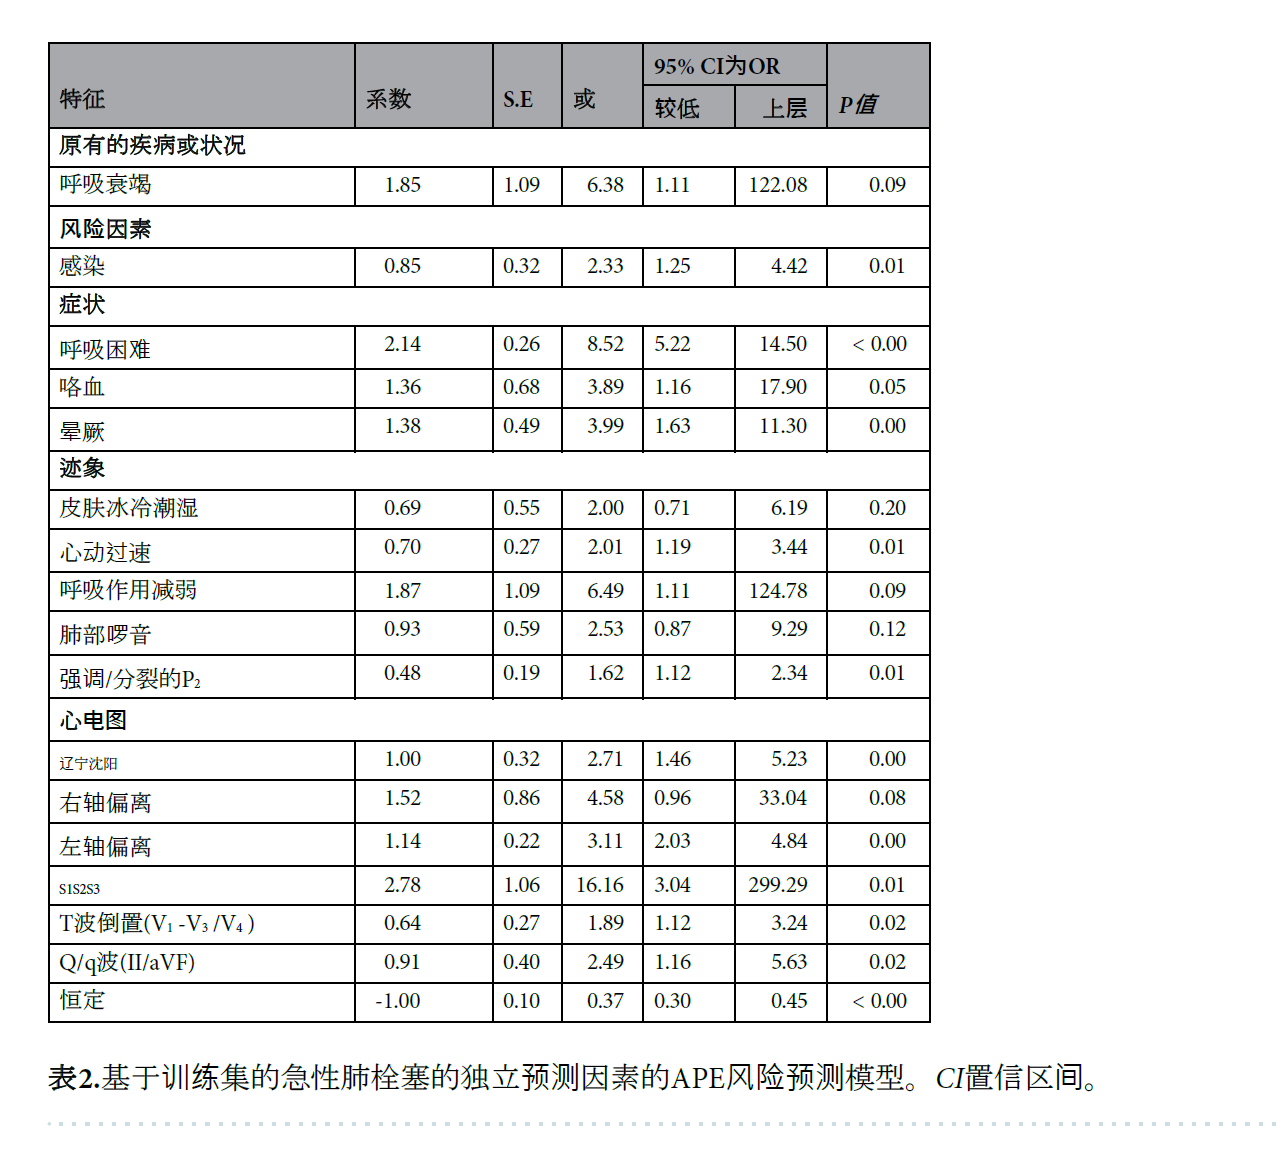 特征 系数 S.E 或 95% CI为OR P值
较低 上层
原有的疾病或状况
呼吸衰竭 1.85 1.09 6.38 1.11 122.08 0.09
风险因素
感染 0.85 0.32 2.33 1.25 4.42 0.01
症状
呼吸困难 2.14 0.26 8.52 5.22 14.50 < 0.00
咯血 1.36 0.68 3.89 1.16 17.90 0.05
晕厥 1.38 0.49 3.99 1.63 11.30 0.00
迹象
皮肤冰冷潮湿 0.69 0.55 2.00 0.71 6.19 0.20
心动过速 0.70 0.27 2.01 1.19 3.44 0.01
呼吸作用减弱 1.87 1.09 6.49 1.11 124.78 0.09
肺部啰音 0.93 0.59 2.53 0.87 9.29 0.12
强调/分裂的P₂ 0.48 0.19 1.62 1.12 2.34 0.01
心电图
辽宁沈阳 1.00 0.32 2.71 1.46 5.23 0.00
右轴偏离 1.52 0.86 4.58 0.96 33.04 0.08
左轴偏离 1.14 0.22 3.11 2.03 4.84 0.00
S1S2S3 2.78 1.06 16.16 3.04 299.29 0.01
T波倒置(V₁ -V₃ /V₄ ) 0.64 0.27 1.89 1.12 3.24 0.02
Q/q波(II/aVF) 0.91 0.40 2.49 1.16 5.63 0.02
恒定 -1.00 0.10 0.37 0.30 0.45 < 0.00
表2.基于训练集的急性肺栓塞的独立预测因素的APE风险预测模型。CI置信区间。